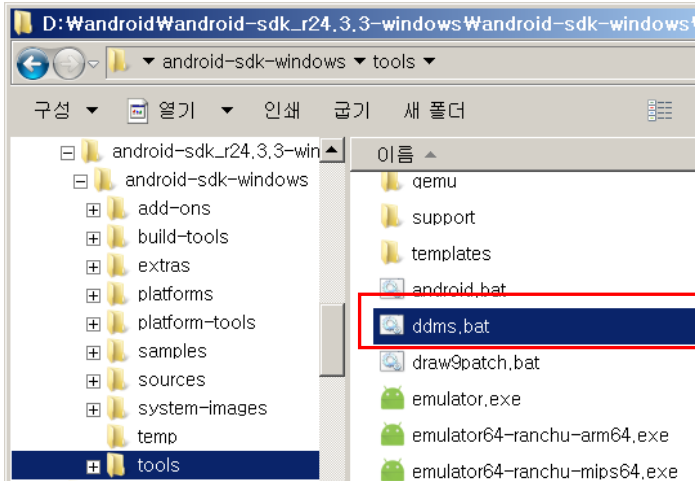 D:₩android₩android-sdk_r24.3.3-windows₩android-sdk-windows₩
android-sdk-windows tools
구성 열기 인쇄 굽기 새 폴더
android-sdk_r24.3.3-win
android-sdk-windows
add-ons
build-tools
extras
platforms
platform-tools
samples
sources
system-images
temp
tools
이름
qemu
support
templates
android.bat
ddms.bat
draw9patch.bat
emulator.exe
emulator64-ranchu-arm64.exe
emulator64-ranchu-mips64.exe